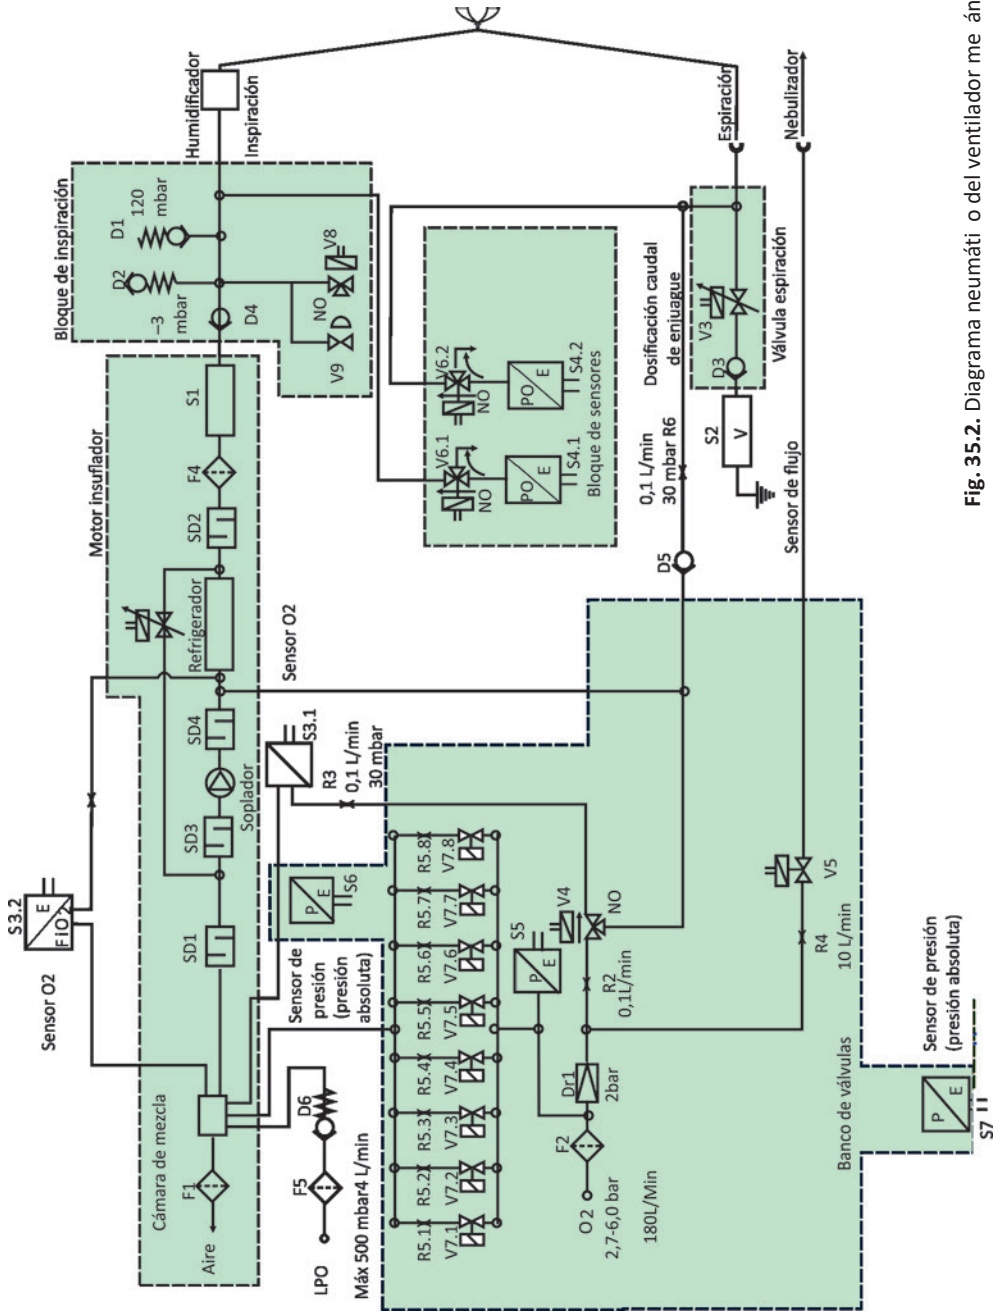 Humidificador
Inspiración
Bloque de inspiración
D1
120
mbar
D2
–3
mbar
D4
NO
V8
V9
Motor insuflador
S1
F4
SD2
Refrigerador
SD4
Soplador
SD3
SD1
Cámara de mezcla
F1
Aire
Sensor O2
S3.2
E
FiO2
Sensor O2
S3.1
R3
0,1 L/min
30 mbar
LPO
F5
D6
Máx 500 mbar4 L/min
Sensor de
presión
(presión
absoluta)
P
E
S6
R5.1
V7.1
R5.2
V7.2
R5.3
V7.3
R5.4
V7.4
R5.5
V7.5
R5.6
V7.6
R5.7
V7.7
R5.8
V7.8
P
E
S5
V4
NO
R2
0,1L/min
Dr1
2bar
F2
O 2
2,7-6,0 bar
180L/Min
Banco de válvulas
R4
10 L/min
V5
Sensor de presión
(presión absoluta)
P
E
S7
V6.1
NO
PO
E
S4.1
V6.2
NO
PO
E
S4.2
Bloque de sensores
Dosificación caudal
de enjuague
0,1 L/min
30 mbar R6
D5
V3
D3
Válvula espiración
S2
V
Sensor de flujo
Espiración
Nebulizador
Fig. 35.2. Diagrama neumáti o del ventilador me án